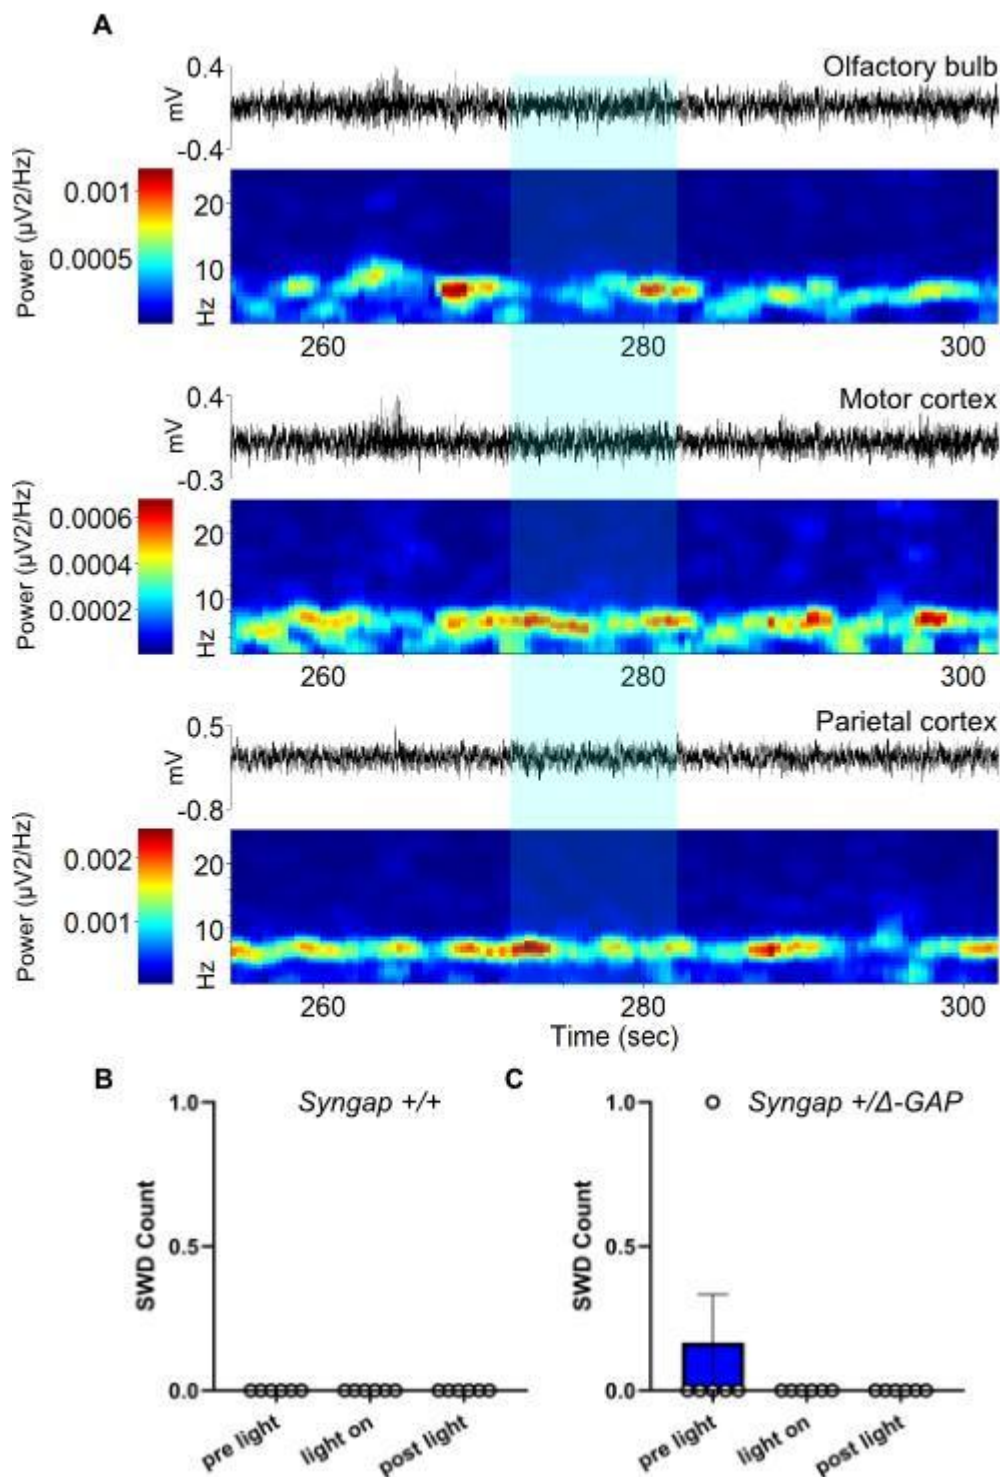 A
Olfactory bulb
0.4
mV
-0.4
Power (µV2/Hz)
0.001
0.0005
20
10
Hz
260 280 300
Motor cortex
0.4
mV
-0.3
Power (µV2/Hz)
0.0006
0.0004
0.0002
20
10
Hz
260 280 300
Parietal cortex
0.5
mV
-0.8
Power (µV2/Hz)
0.002
0.001
20
10
Hz
260 280 300
Time (sec)
B
Syngap +/+
SWD Count
1.0
0.5
0.0
pre light light on post light
C
Syngap +/Δ-GAP
SWD Count
1.0
0.5
0.0
pre light light on post light